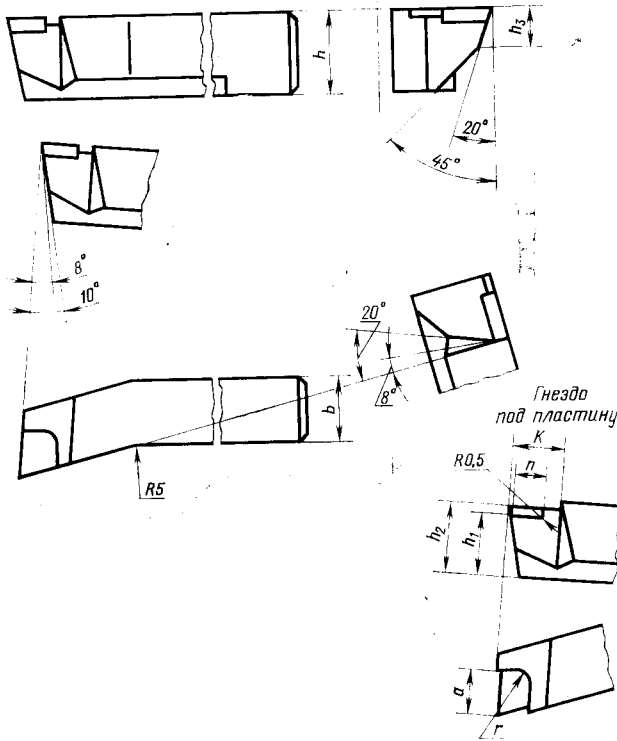 h
h₃
20°
45°
8°
10°
20°
8°
b
R5
Гнездо
под пластину
K
R0,5
n
h₂
h₁
a
r